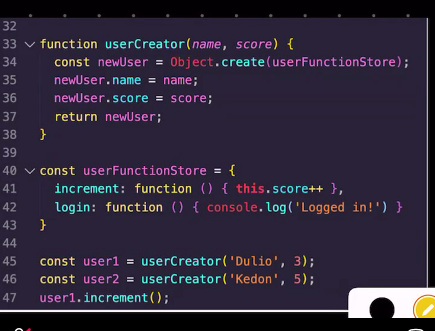 32
33 function userCreator(name, score) {
34   const newUser = Object.create(userFunctionStore);
35   newUser.name = name;
36   newUser.score = score;
37   return newUser;
38 }
39
40 const userFunctionStore = {
41   increment: function () { this.score++ },
42   login: function () { console.log('Logged in!') }
43 }
44
45 const user1 = userCreator('Dulio', 3);
46 const user2 = userCreator('Kedon', 5);
47 user1.increment();